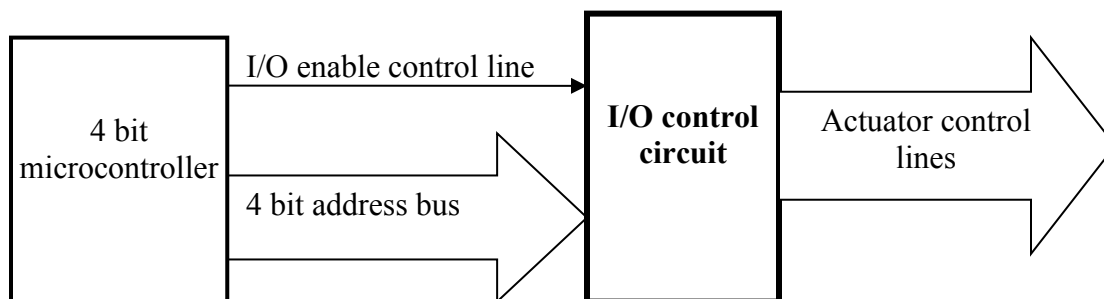 4 bit
microcontroller
I/O enable control line
4 bit address bus
I/O control
circuit
Actuator control
lines